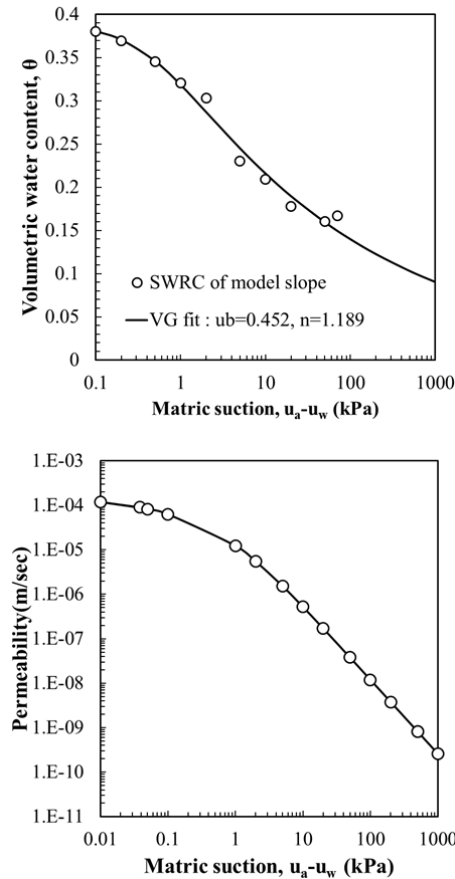 0.4
0.35
0.3
0.25
0.2
0.15
0.1
0.05
0
Volumetric water content, θ
○ SWRC of model slope
— VG fit : ub=0.452, n=1.189
0.1 1 10 100 1000
Matric suction, uₐ-u_w (kPa)
1.E-03
1.E-04
1.E-05
1.E-06
1.E-07
1.E-08
1.E-09
1.E-10
1.E-11
Permeability(m/sec)
0.01 0.1 1 10 100 1000
Matric suction, uₐ-u_w (kPa)